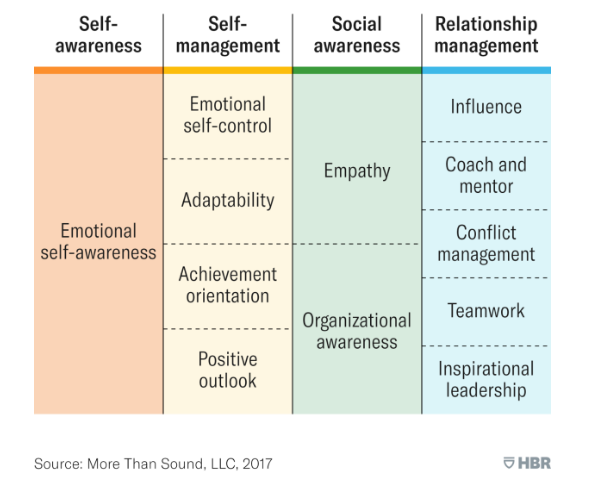 Self-
awareness
Self-
management
Social
awareness
Relationship
management
Emotional
self-awareness
Emotional
self-control
Adaptability
Achievement
orientation
Positive
outlook
Empathy
Organizational
awareness
Influence
Coach and
mentor
Conflict
management
Teamwork
Inspirational
leadership
Source: More Than Sound, LLC, 2017
HBR